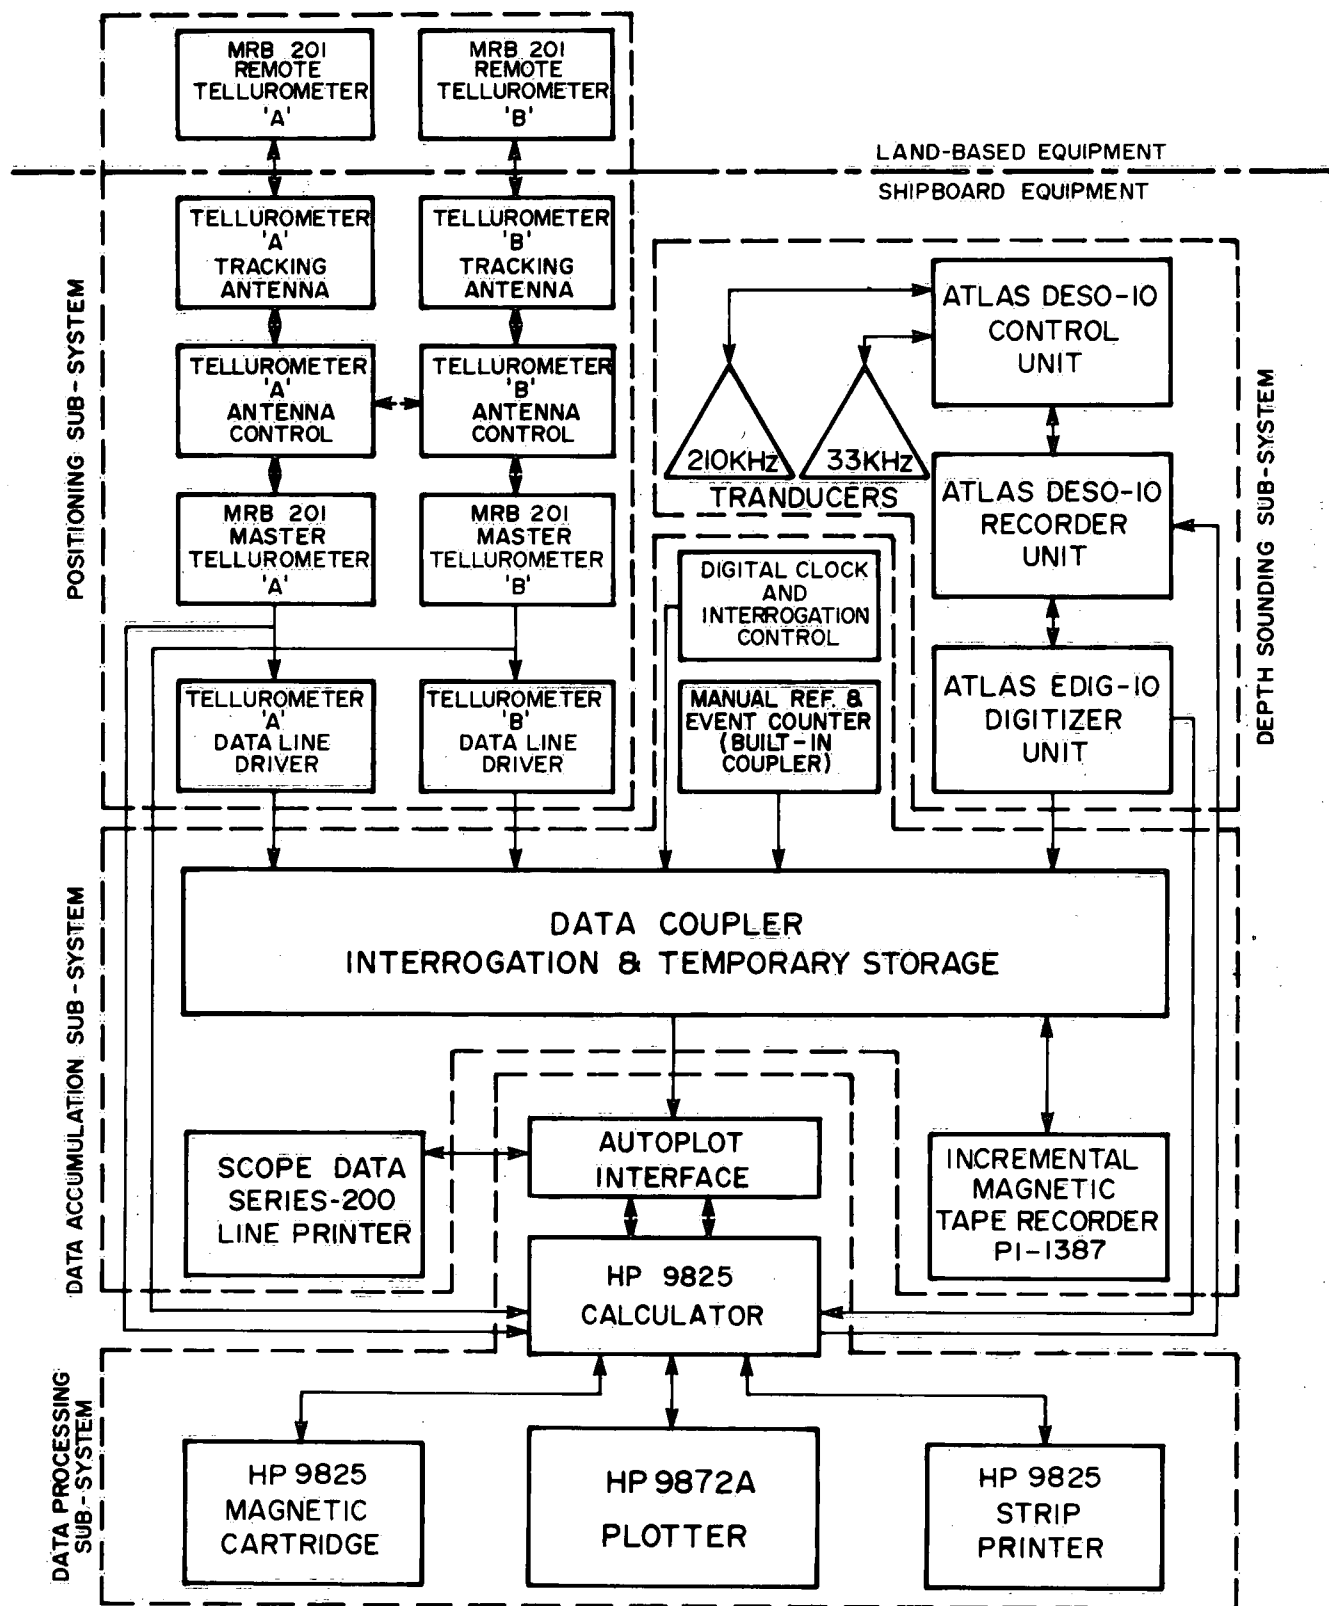 MRB 201
REMOTE
TELLUROMETER
'A'
MRB 201
REMOTE
TELLUROMETER
'B'
LAND-BASED EQUIPMENT
SHIPBOARD EQUIPMENT
POSITIONING SUB-SYSTEM
TELLUROMETER
'A'
TRACKING
ANTENNA
TELLUROMETER
'B'
TRACKING
ANTENNA
TELLUROMETER
'A'
ANTENNA
CONTROL
TELLUROMETER
'B'
ANTENNA
CONTROL
MRB 201
MASTER
TELLUROMETER
'A'
MRB 201
MASTER
TELLUROMETER
'B'
TELLUROMETER
'A'
DATA LINE
DRIVER
TELLUROMETER
'B'
DATA LINE
DRIVER
DEPTH SOUNDING SUB-SYSTEM
ATLAS DESO-10
CONTROL
UNIT
210KHz
33KHz
TRANDUCERS
ATLAS DESO-10
RECORDER
UNIT
ATLAS EDIG-10
DIGITIZER
UNIT
DIGITAL CLOCK
AND
INTERROGATION
CONTROL
MANUAL REF. &
EVENT COUNTER
(BUILT-IN
COUPLER)
DATA ACCUMULATION SUB-SYSTEM
DATA COUPLER
INTERROGATION & TEMPORARY STORAGE
SCOPE DATA
SERIES-200
LINE PRINTER
AUTOPLOT
INTERFACE
INCREMENTAL
MAGNETIC
TAPE RECORDER
PI-1387
HP 9825
CALCULATOR
DATA PROCESSING
SUB-SYSTEM
HP 9825
MAGNETIC
CARTRIDGE
HP 9872A
PLOTTER
HP 9825
STRIP
PRINTER